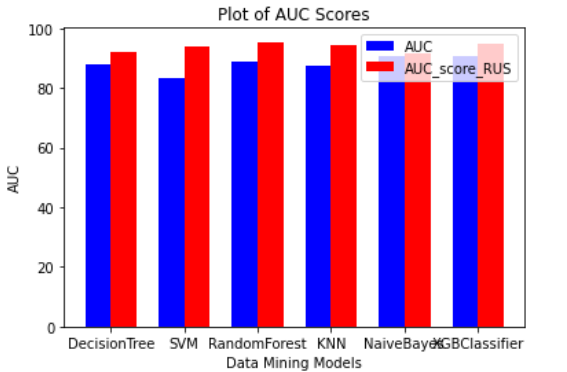 Plot of AUC Scores
AUC
AUC_score_RUS
100
80
60
40
20
0
AUC
DecisionTree SVM RandomForest KNN NaiveBayes XGBClassifier
Data Mining Models